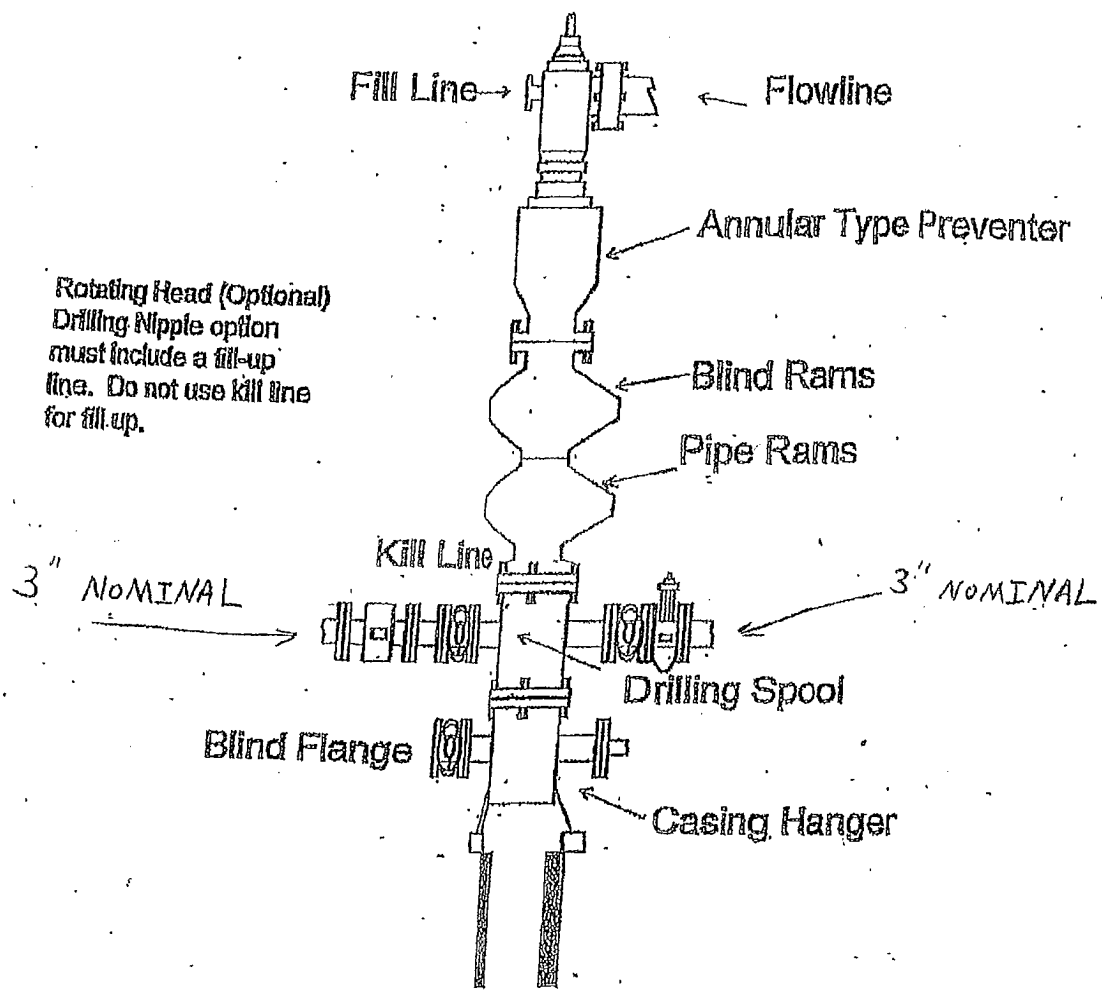 Fill Line
Flowline
Annular Type Preventer
Rotating Head (Optional)
Drilling Nipple option
must include a fill-up
line. Do not use kill line
for fill up.
Blind Rams
Pipe Rams
Kill Line
3" NOMINAL
3" NOMINAL
Drilling Spool
Blind Flange
Casing Hanger